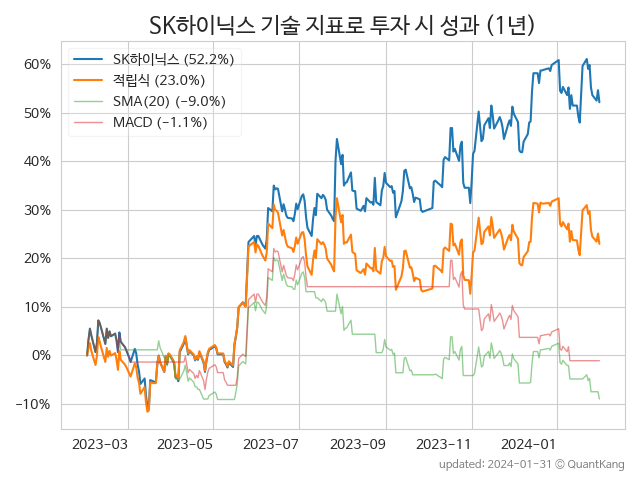 SK하이닉스 기술 지표로 투자 시 성과 (1년)
SK하이닉스 (52.2%)
적립식 (23.0%)
SMA(20) (−9.0%)
MACD (−1.1%)
60%
50%
40%
30%
20%
10%
0%
−10%
2023-03 2023-05 2023-07 2023-09 2023-11 2024-01
updated: 2024-01-31 © QuantKang